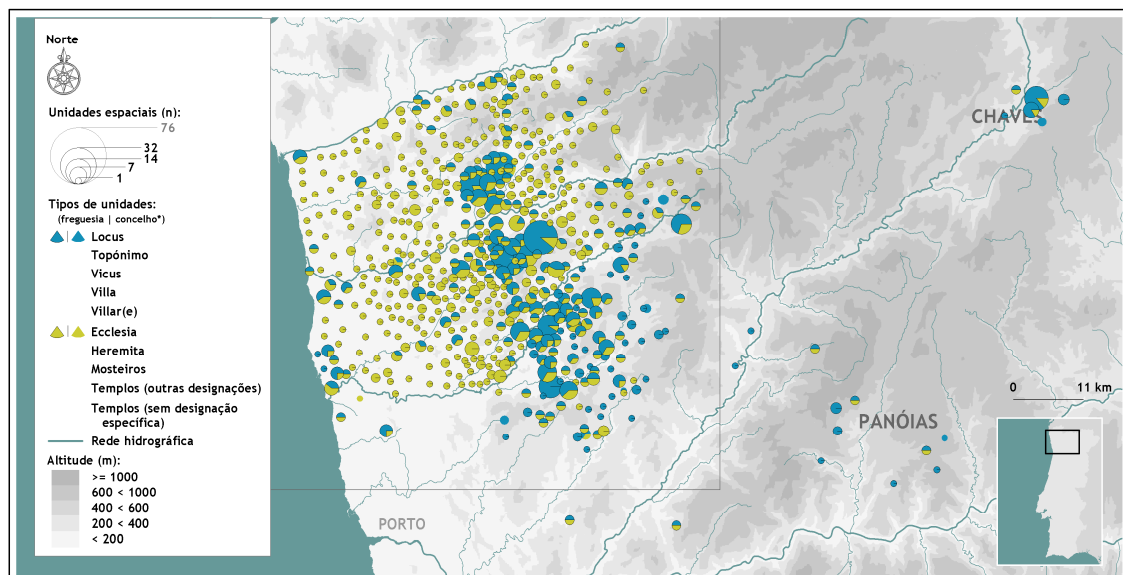 Norte
Unidades espaciais (n):
76
32
14
7
1
Tipos de unidades:
(freguesia | concelho*)
Locus
Topónimo
Vicus
Villa
Villar(e)
Ecclesia
Heremita
Mosteiros
Templos (outras designações)
Templos (sem designação
específica)
Rede hidrográfica
Altitude (m):
>= 1000
600 < 1000
400 < 600
200 < 400
< 200
CHAVES
PANÓIAS
PORTO
0 11 km